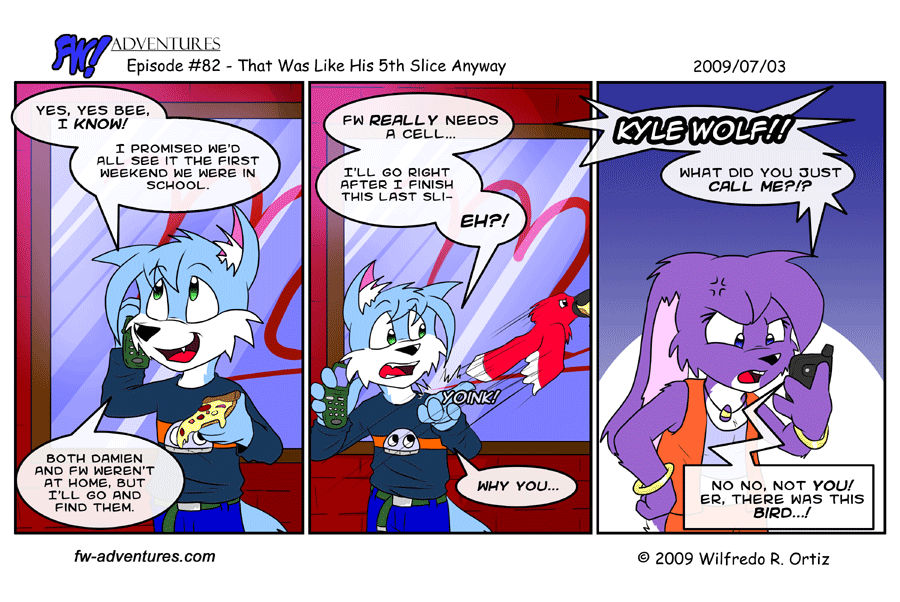 FW! ADVENTURES
Episode #82 - That Was Like His 5th Slice Anyway
2009/07/03
YES, YES BEE,
I KNOW!
I PROMISED WE'D
ALL SEE IT THE FIRST
WEEKEND WE WERE IN
SCHOOL.
BOTH DAMIEN
AND FW WEREN'T
AT HOME, BUT
I'LL GO AND
FIND THEM.
FW REALLY NEEDS
A CELL...
I'LL GO RIGHT
AFTER I FINISH
THIS LAST SLI-
EH?!
YOINK!
WHY YOU...
KYLE WOLF!!
WHAT DID YOU JUST
CALL ME?!?
NO NO, NOT YOU!
ER, THERE WAS THIS
BIRD...!
fw-adventures.com
© 2009 Wilfredo R. Ortiz